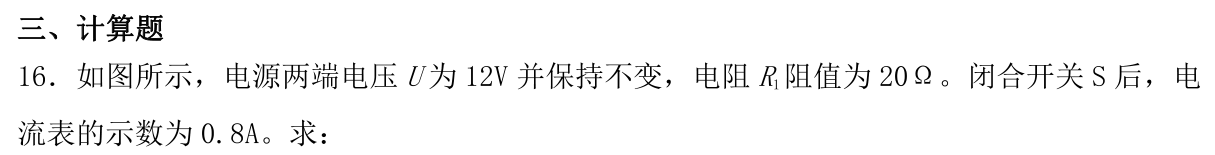 三、计算题
16．如图所示，电源两端电压 U为 12V 并保持不变，电阻 R₁阻值为 20Ω。闭合开关 S 后，电
流表的示数为 0.8A。求：